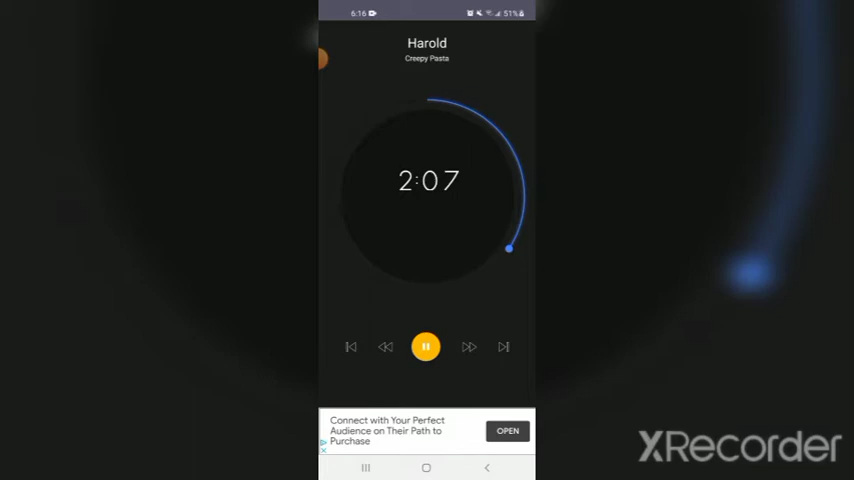 6:16
51%
Harold
Creepy Pasta
2:07
Connect with Your Perfect
Audience on Their Path to
Purchase
OPEN
XRecorder